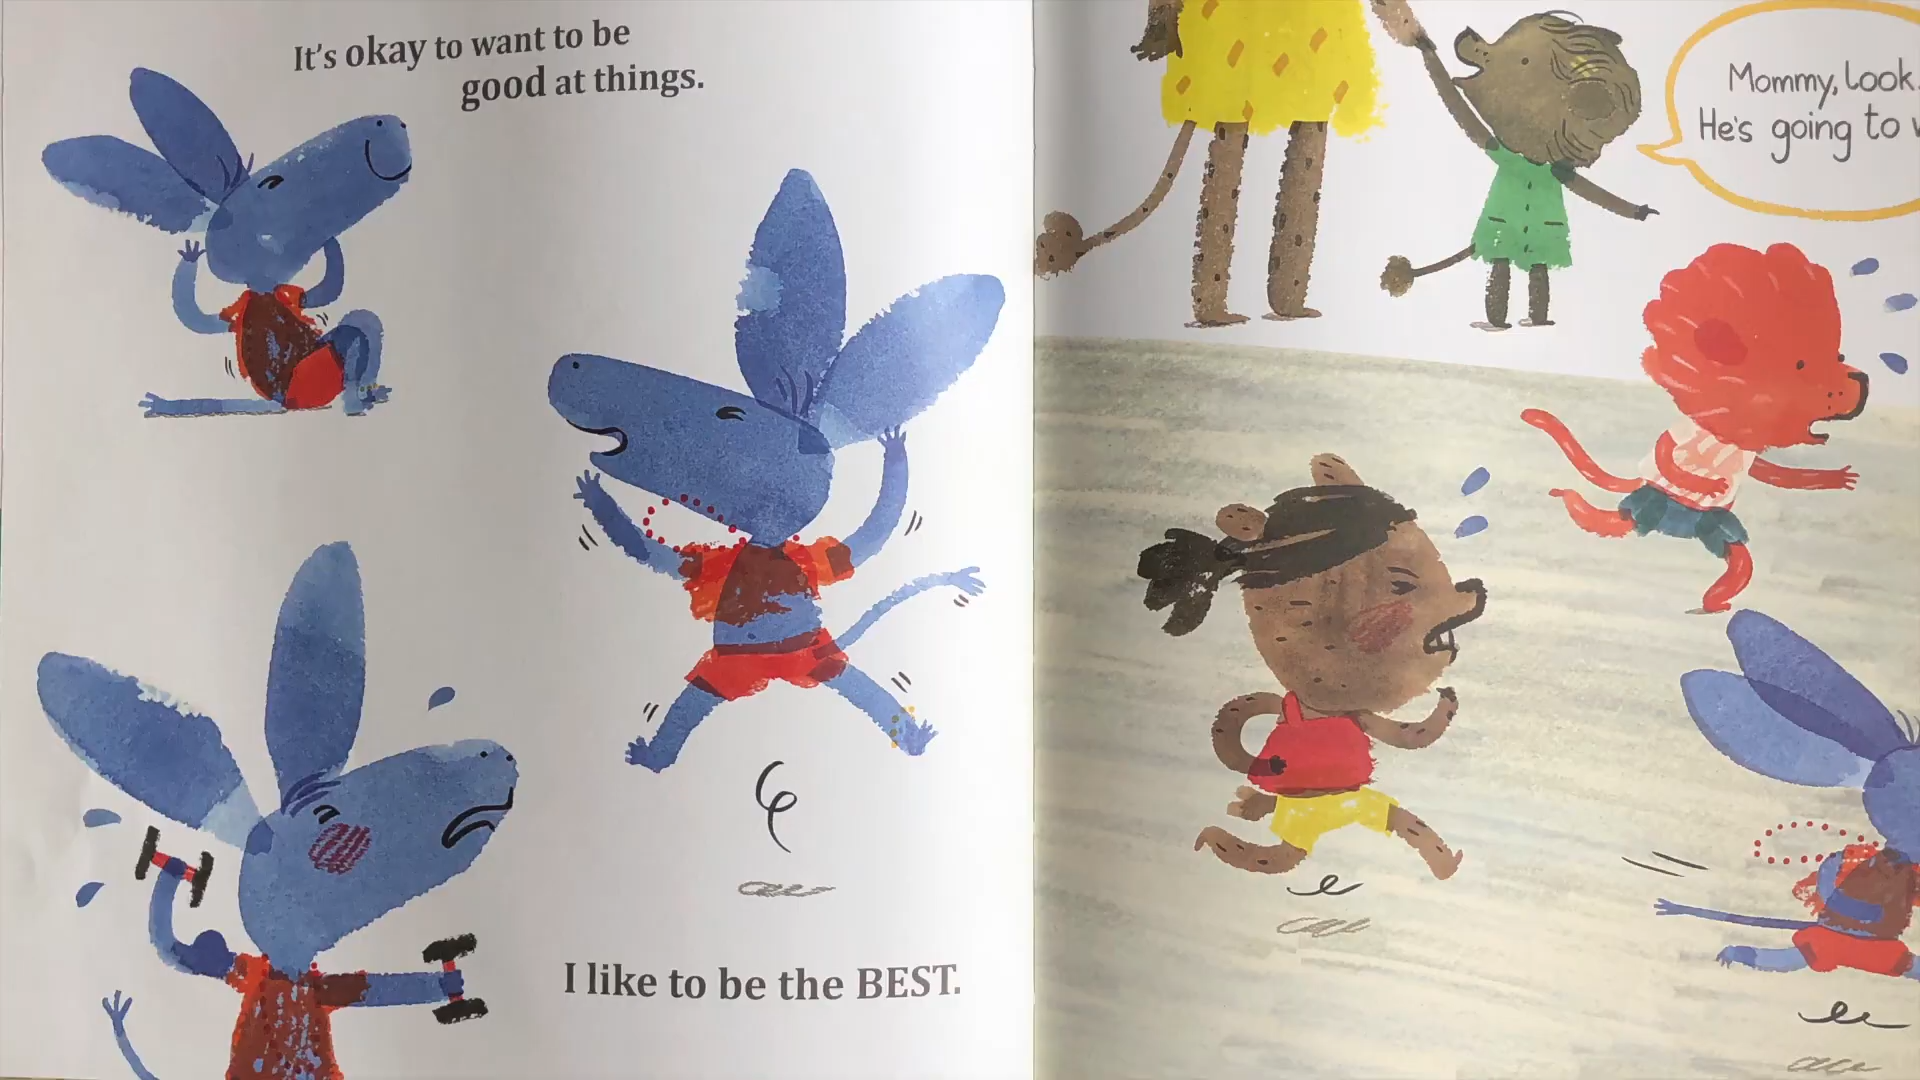 It's okay to want to be
good at things.
I like to be the BEST.
Mommy, look.
He's going to